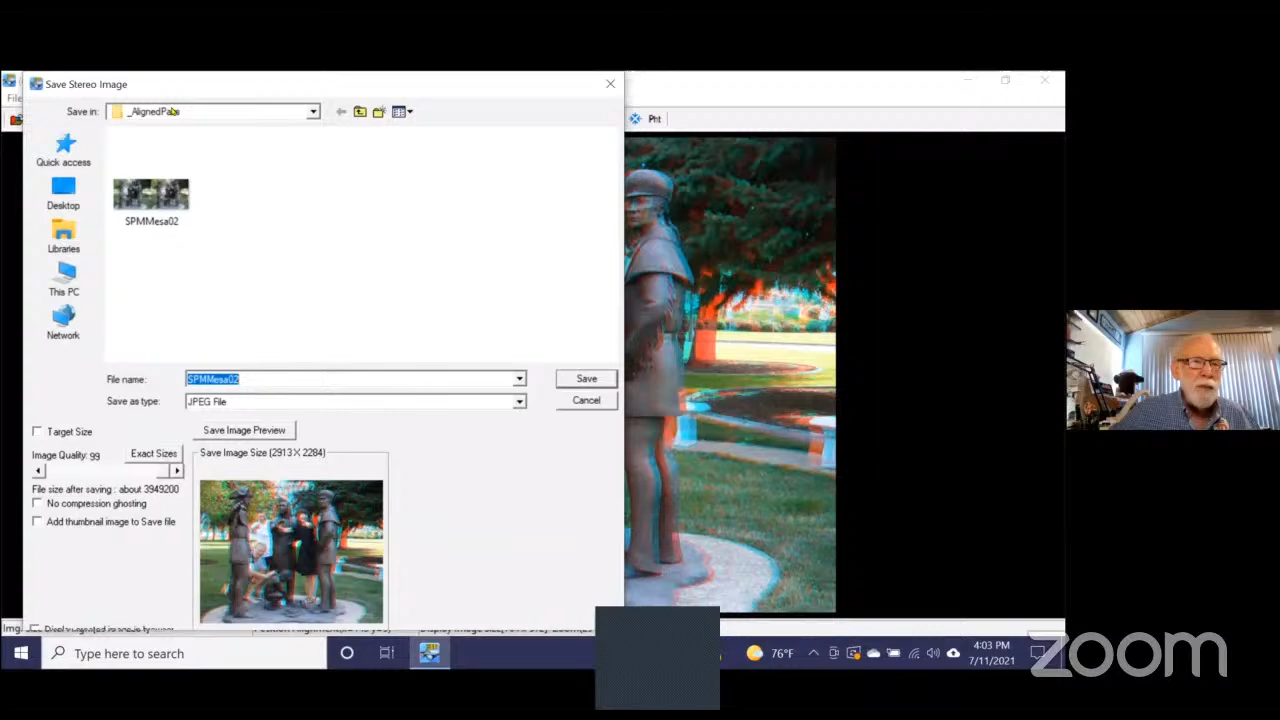 Save Stereo Image
File
Save in:
_AlignedPairs
Pht
Quick access
Desktop
Libraries
This PC
Network
SPMMesa02
File name:
SPMMesa02
Save
Save as type:
JPEG File
Cancel
Target Size
Save Image Preview
Image Quality: 99
Exact Sizes
Save Image Size (2913 X 2284)
File size after saving : about 3949200
No compression ghosting
Add thumbnail image to Save file
Type here to search
76°F
4:03 PM
7/11/2021
zoom